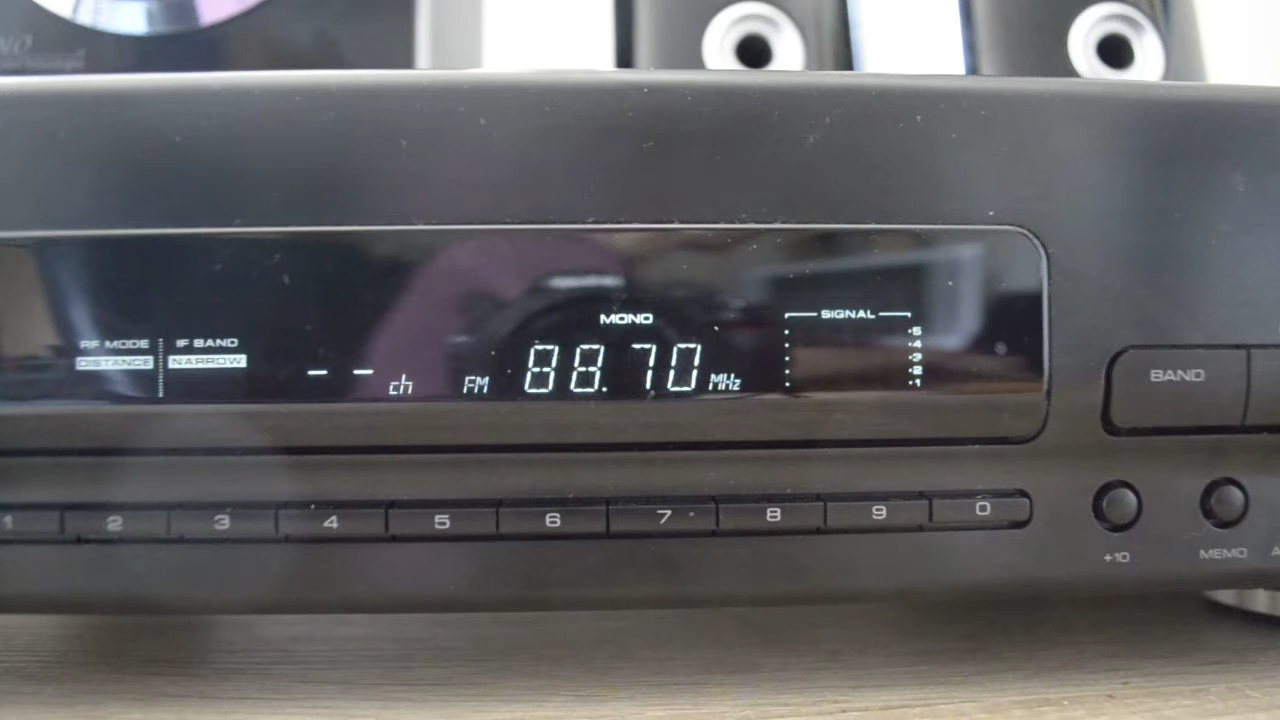 MONO
SIGNAL
RF MODE IF BAND
DISTANCE NARROW
-- ch FM 88.70 MHz
5
4
3
2
1
BAND
1 2 3 4 5 6 7 8 9 0
+10 MEMO